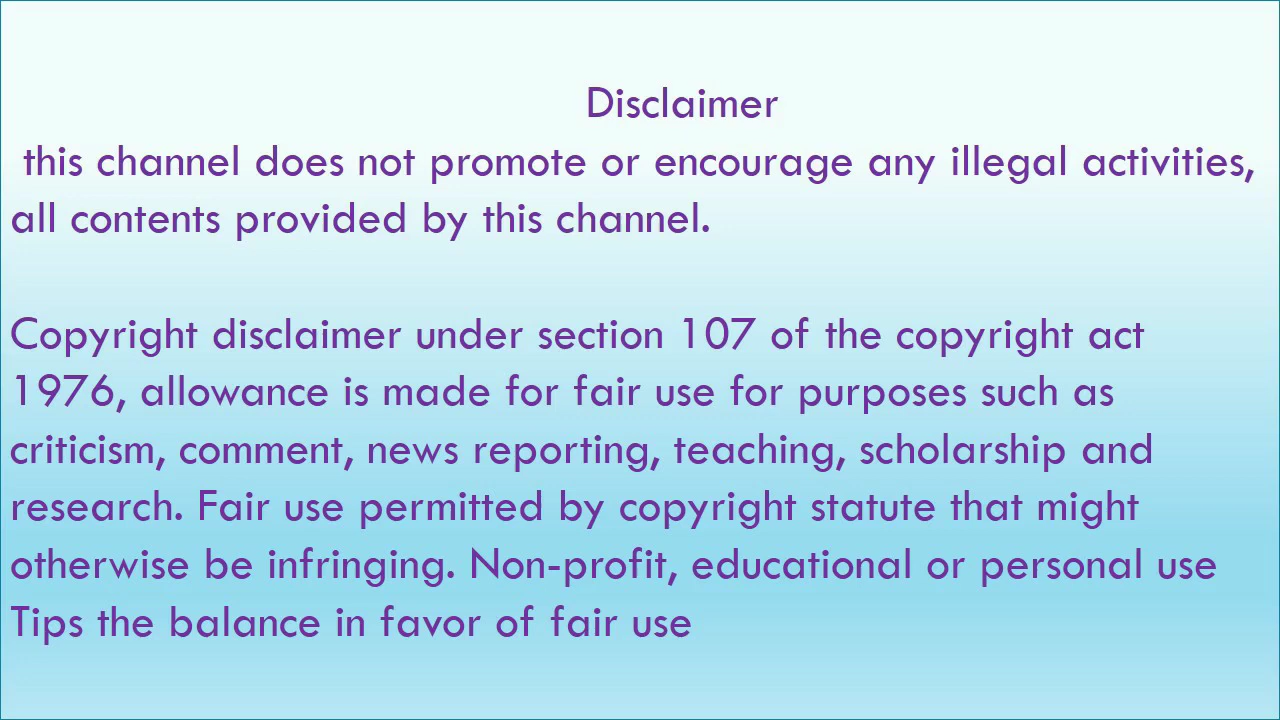 Disclaimer
this channel does not promote or encourage any illegal activities,
all contents provided by this channel.
Copyright disclaimer under section 107 of the copyright act
1976, allowance is made for fair use for purposes such as
criticism, comment, news reporting, teaching, scholarship and
research. Fair use permitted by copyright statute that might
otherwise be infringing. Non-profit, educational or personal use
Tips the balance in favor of fair use